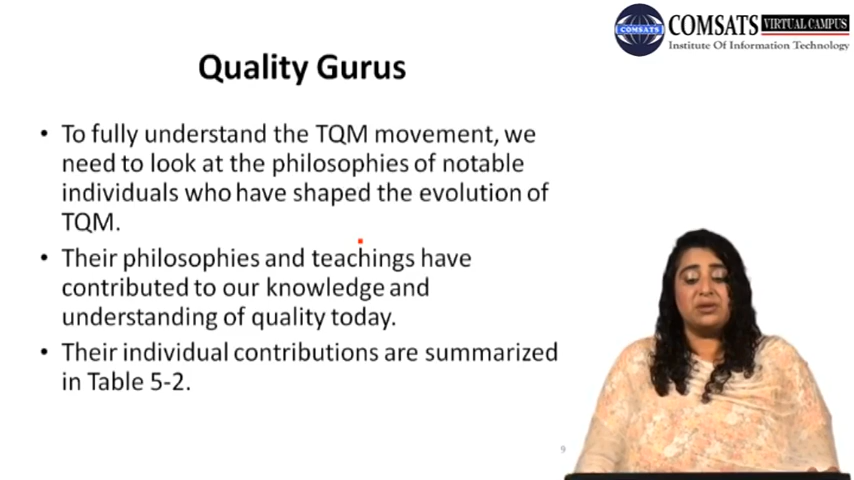 COMSATS VIRTUAL CAMPUS
COMSATS
Institute Of Information Technology
Quality Gurus
• To fully understand the TQM movement, we
need to look at the philosophies of notable
individuals who have shaped the evolution of
TQM.
• Their philosophies and teachings have
contributed to our knowledge and
understanding of quality today.
• Their individual contributions are summarized
in Table 5-2.
9